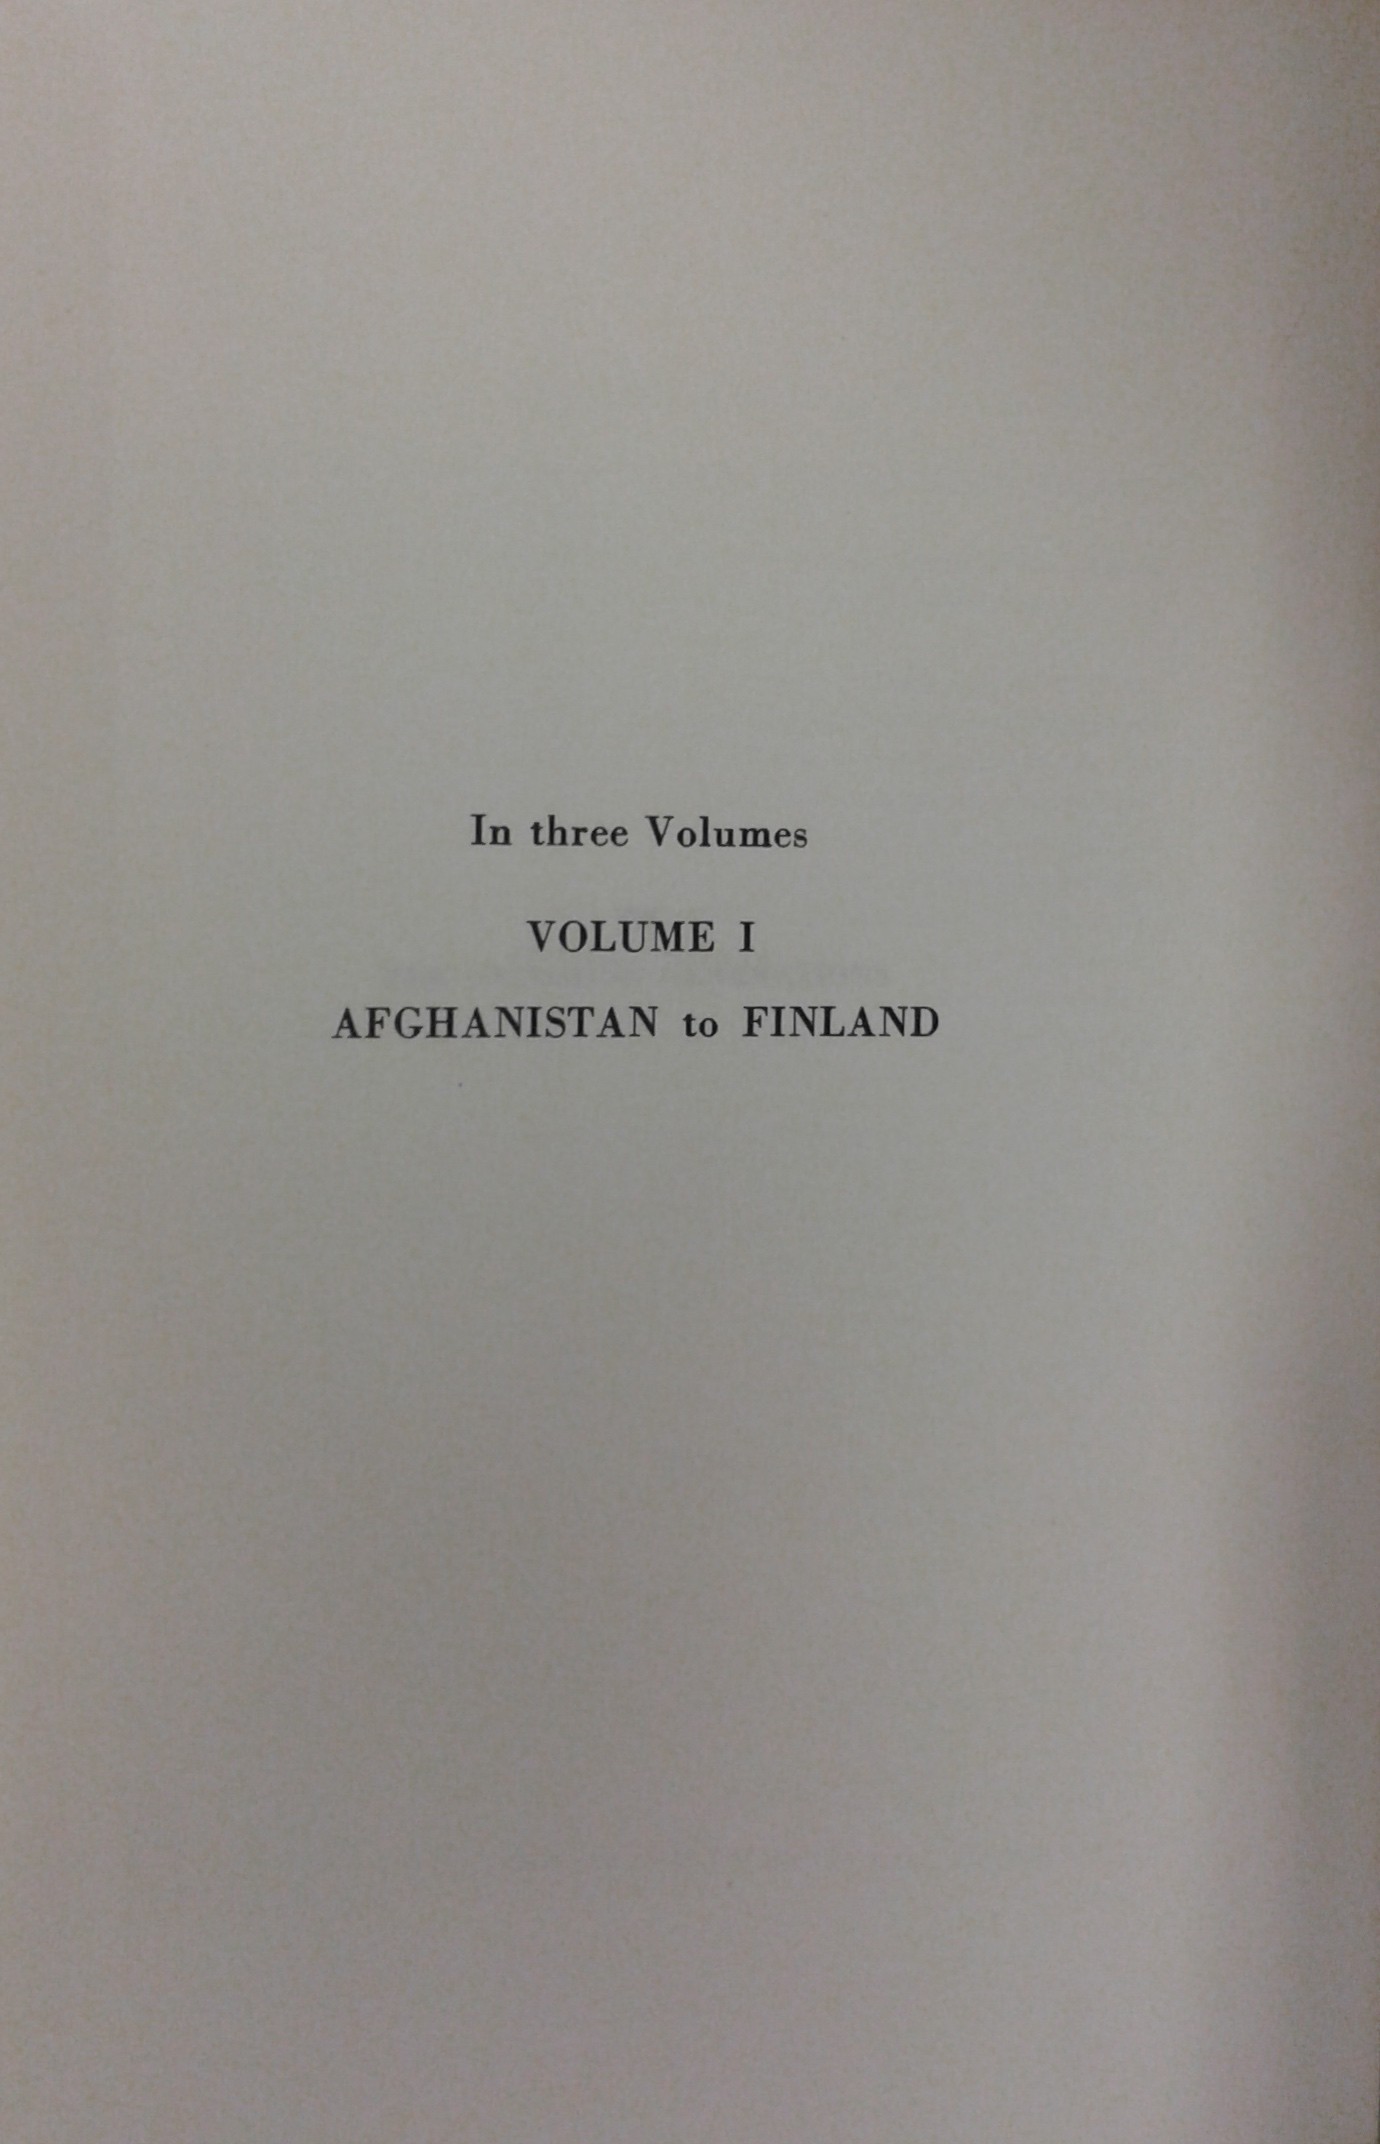 In three Volumes
VOLUME I
AFGHANISTAN to FINLAND